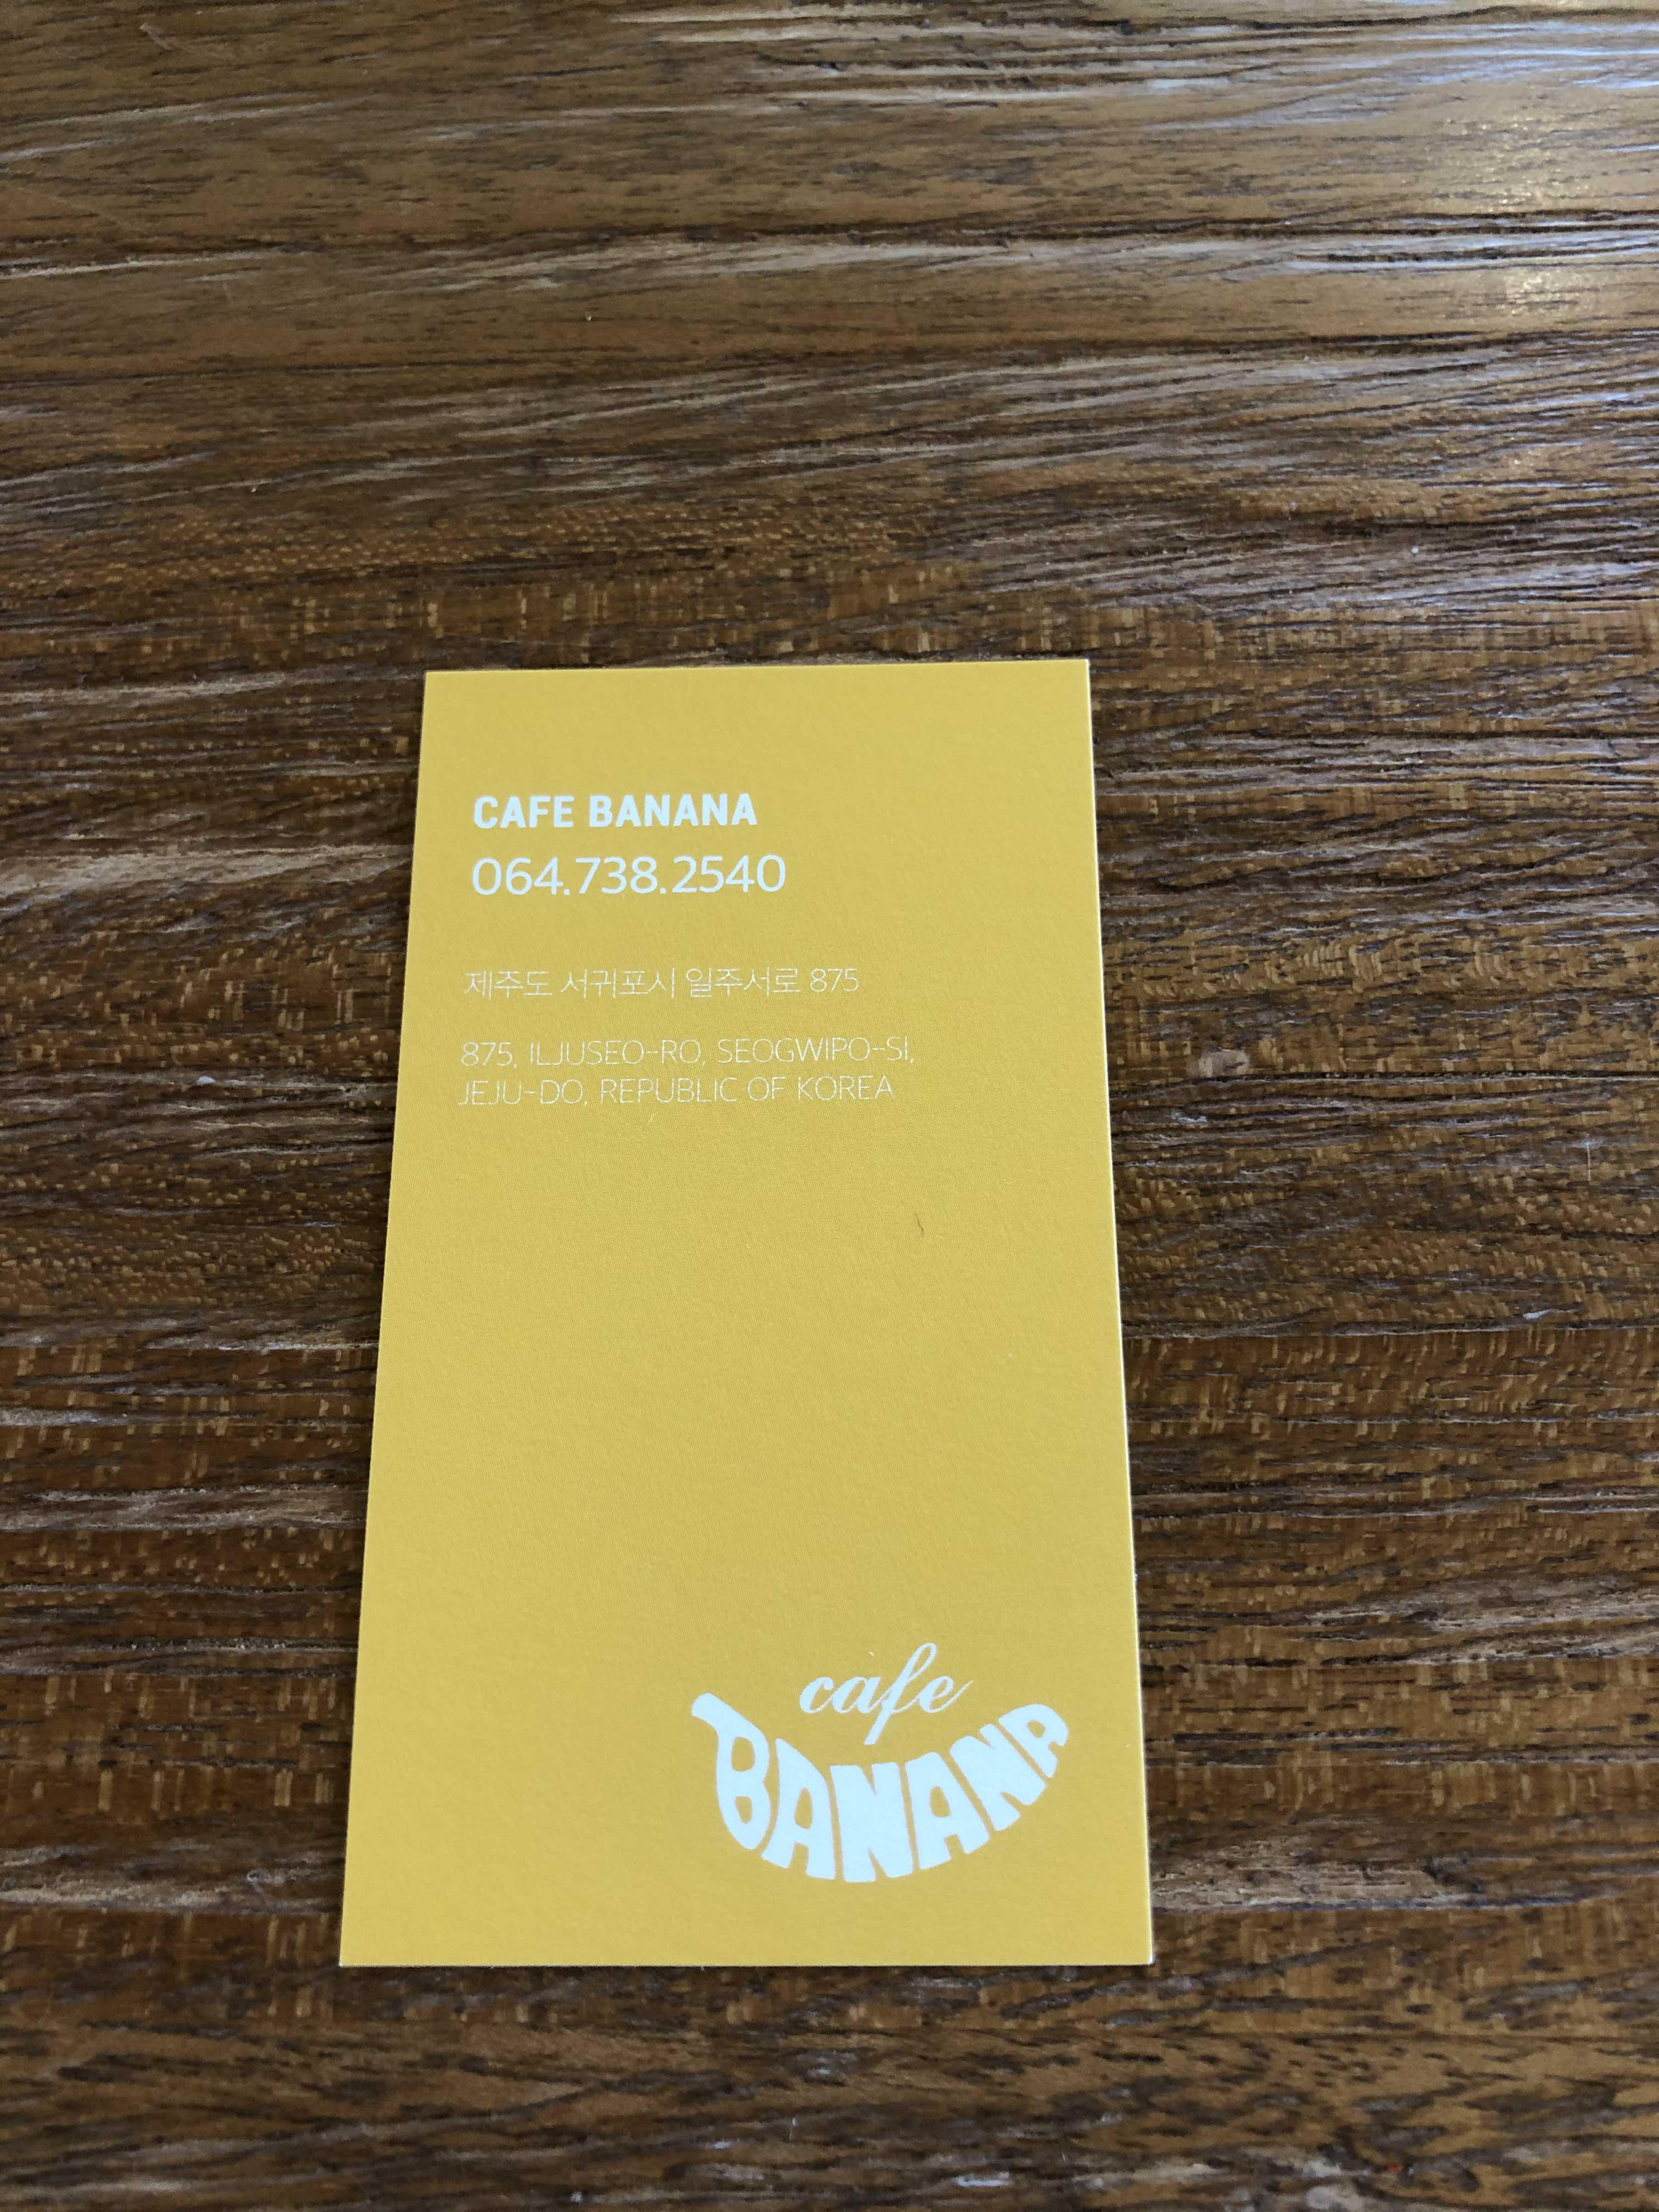 CAFE BANANA
064.738.2540
제주도 서귀포시 일주서로 875
875, ILJUSEO-RO, SEOGWIPO-SI,
JEJU-DO, REPUBLIC OF KOREA
cafe
BANANA